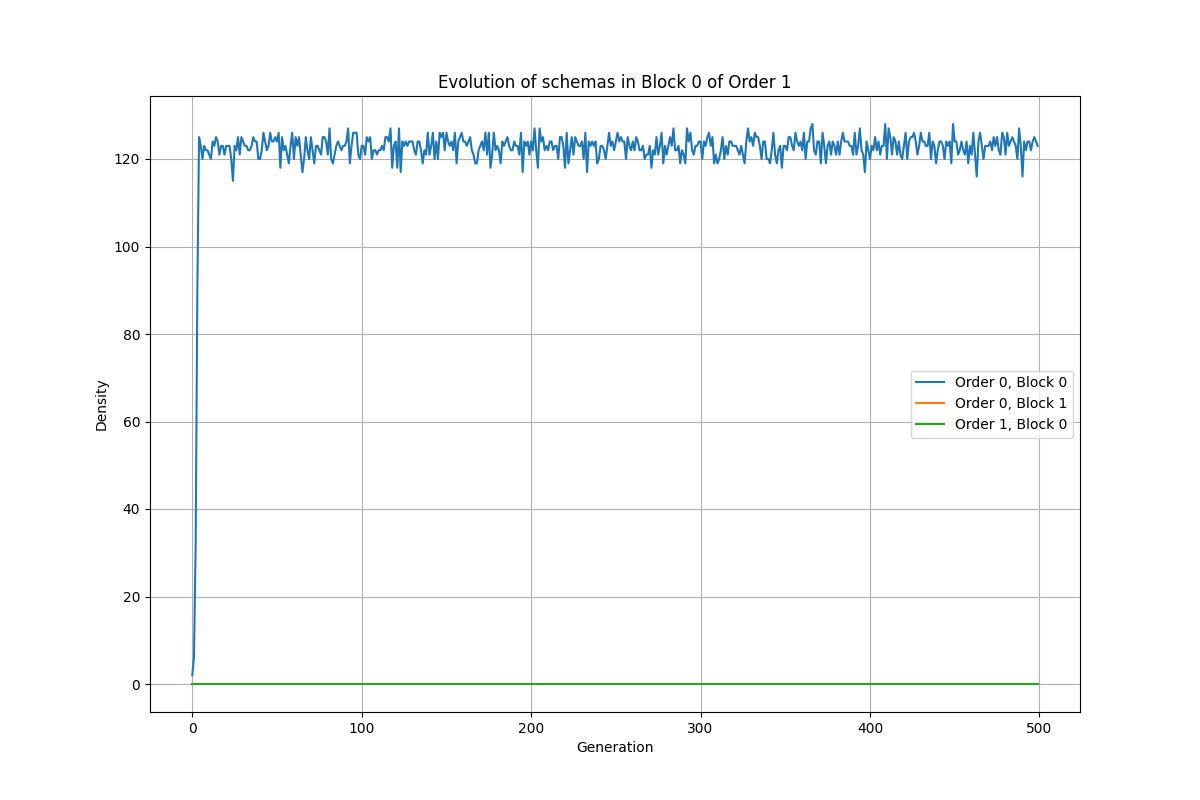 Evolution of schemas in Block 0 of Order 1
120
100
80
60
40
20
0
Density
Order 0, Block 0
Order 0, Block 1
Order 1, Block 0
0 100 200 300 400 500
Generation